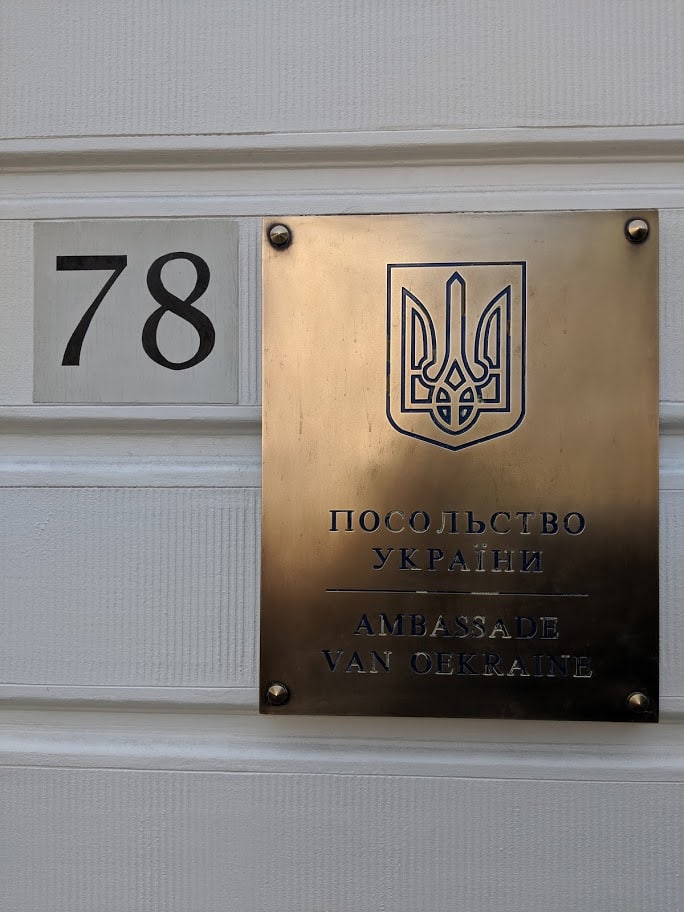 78
ПОСОЛЬСТВО
УКРАЇНИ
AMBASSADE
VAN OEKRAINE